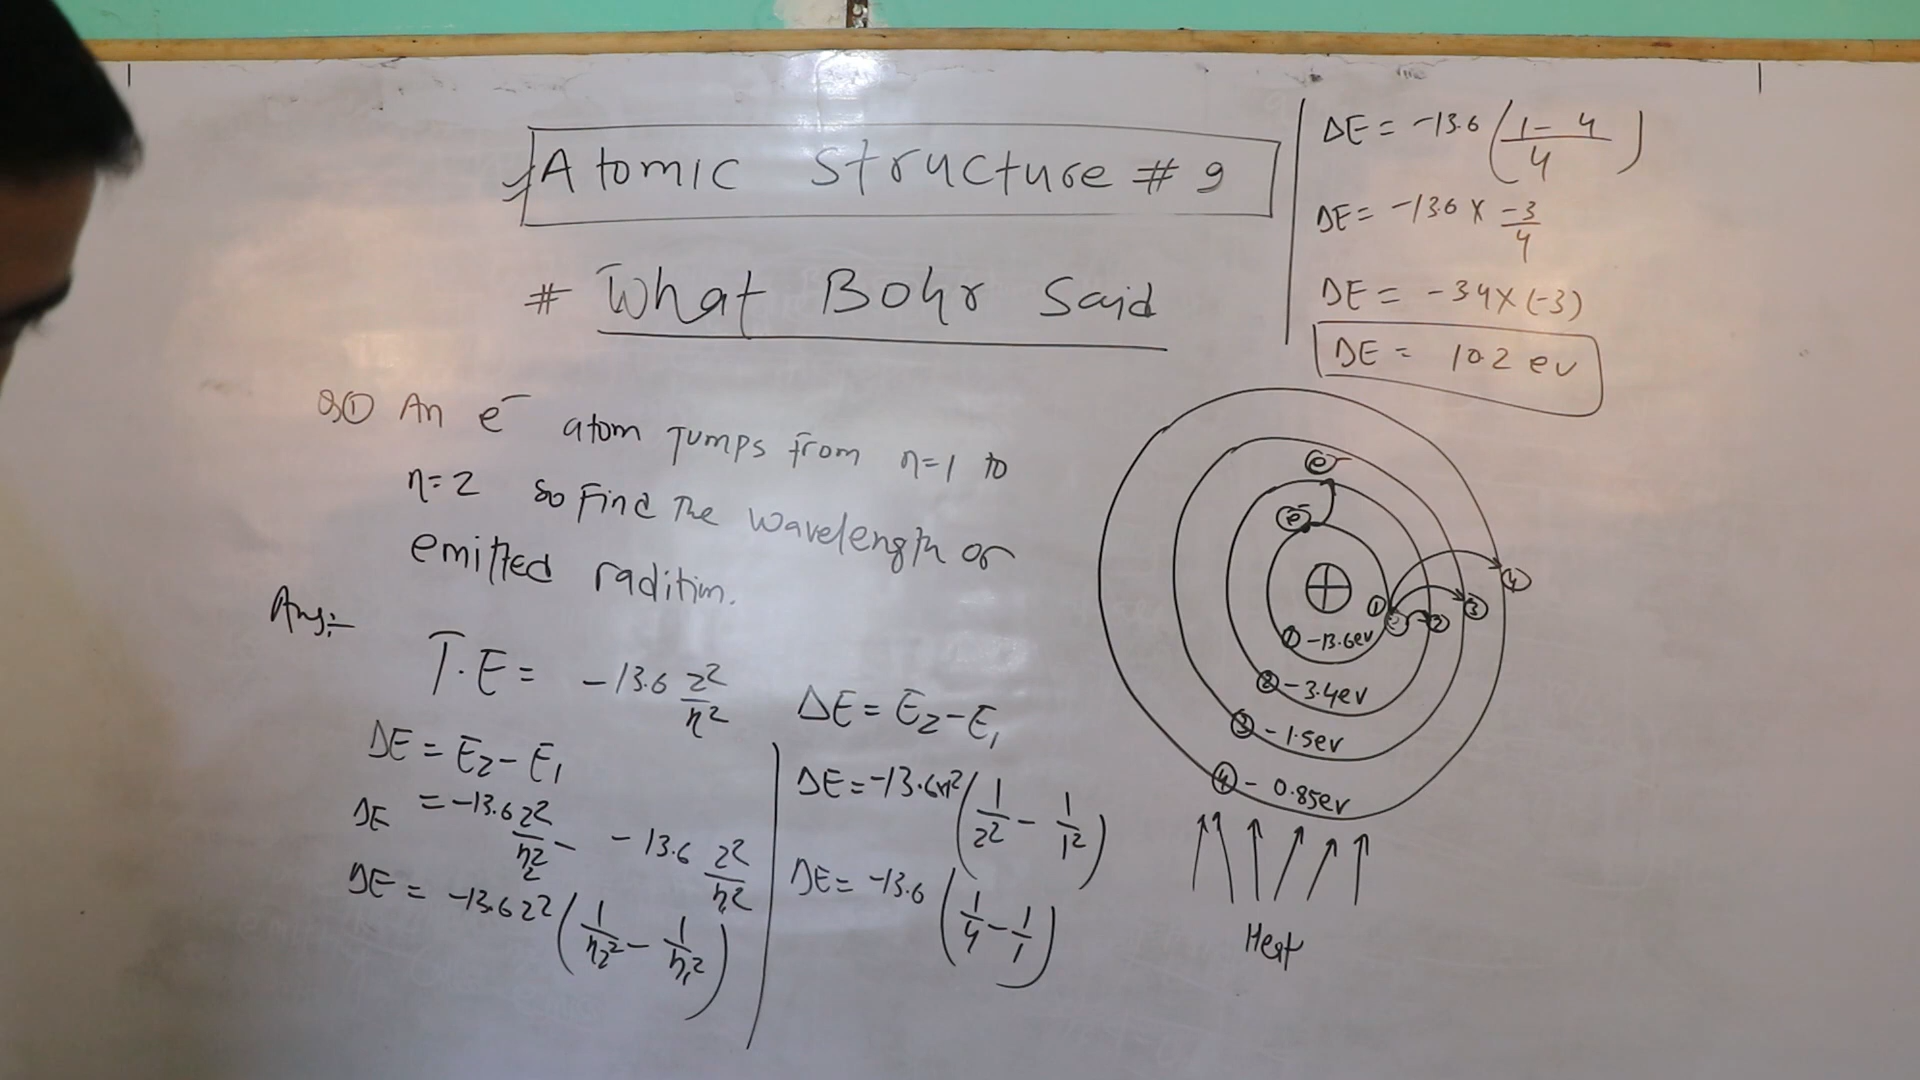 Atomic Structure # 9
# What Bohr Said
Q① An e⁻ atom Jumps from n=1 to
n=2 so Find The wavelength or
emitted radition.
Ans:-
T.E = -13.6 z²/n²
ΔE = E₂-E₁
ΔE = -13.6 z²/n₂² - -13.6 z²/n₁²
ΔE = -13.6 z² (1/n₂² - 1/n₁²)
ΔE = E₂-E₁
ΔE = -13.6×1² (1/2² - 1/1²)
ΔE = -13.6 (1/4 - 1/1)
ΔE = -13.6 (1-4/4)
ΔE = -13.6 × -3/4
ΔE = -34×(-3)
ΔE = 10.2 ev
e⁻
e⁻
① ② ③ ④
① -13.6ev
② -3.4ev
③ -1.5ev
④ - 0.85ev
Heat